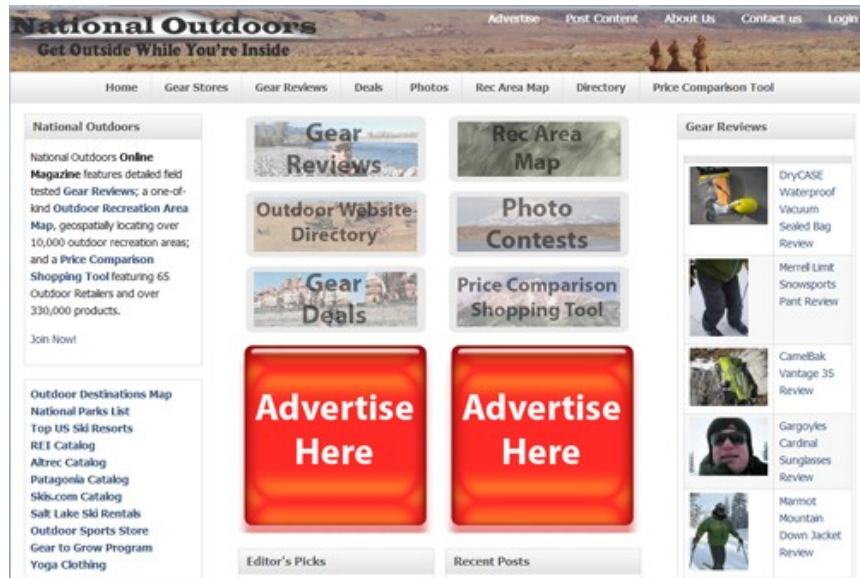 National Outdoors
Get Outside While You're Inside
Advertise Post Content About Us Contact us Login
Home Gear Stores Gear Reviews Deals Photos Rec Area Map Directory Price Comparison Tool
National Outdoors
National Outdoors Online
Magazine features detailed field
tested Gear Reviews; a one-of-
kind Outdoor Recreation Area
Map, geospatially locating over
10,000 outdoor recreation areas;
and a Price Comparison
Shopping Tool featuring 65
Outdoor Retailers and over
330,000 products.
Join Now!
Outdoor Destinations Map
National Parks List
Top US Ski Resorts
REI Catalog
Altrec Catalog
Patagonia Catalog
Skis.com Catalog
Salt Lake Ski Rentals
Outdoor Sports Store
Gear to Grow Program
Yoga Clothing
Gear
Reviews
Rec Area
Map
Outdoor Website
Directory
Photo
Contests
Gear
Deals
Price Comparison
Shopping Tool
Advertise
Here
Advertise
Here
Editor's Picks
Recent Posts
Gear Reviews
DryCASE
Waterproof
Vacuum
Sealed Bag
Review
Merrel Limit
Snowsports
Pant Review
CamelBak
Vantage 35
Review
Gargoyles
Cardinal
Sunglasses
Review
Marmot
Mountain
Down Jacket
Review